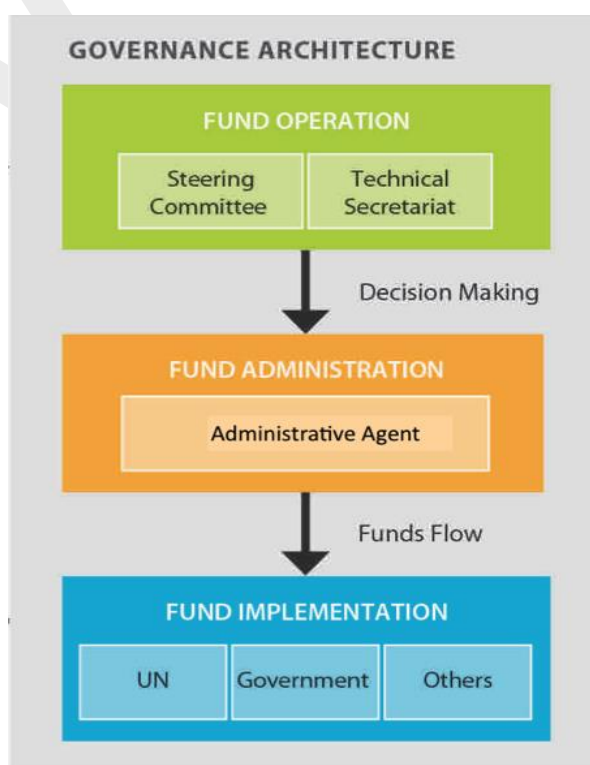 GOVERNANCE ARCHITECTURE
FUND OPERATION
Steering
Committee
Technical
Secretariat
Decision Making
FUND ADMINISTRATION
Administrative Agent
Funds Flow
FUND IMPLEMENTATION
UN
Government
Others